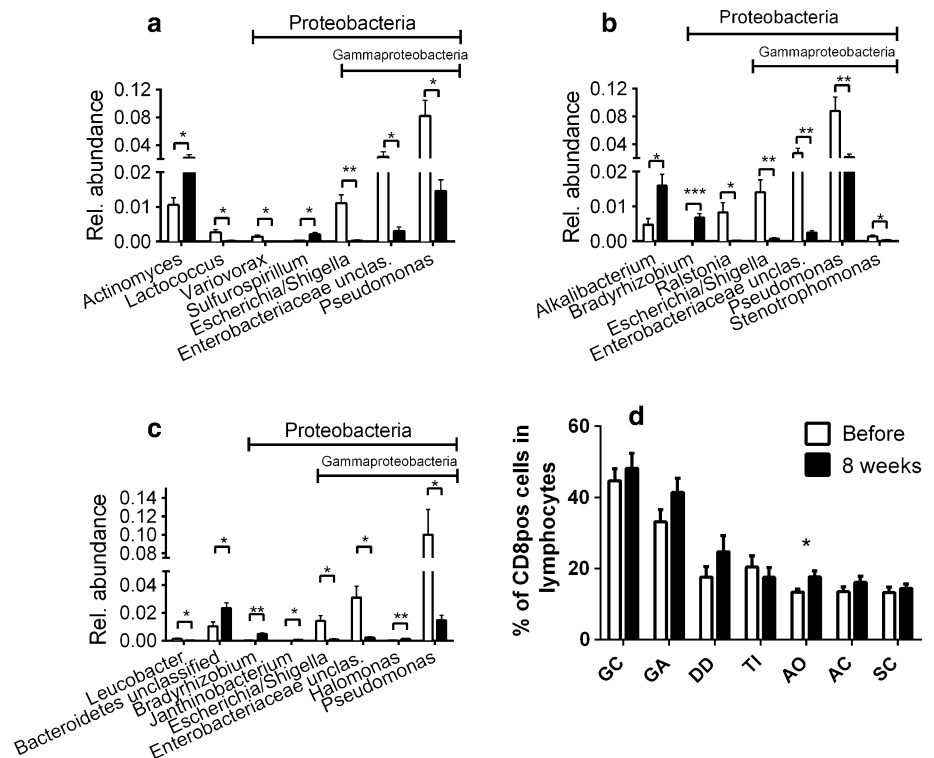 a
Proteobacteria
Gammaproteobacteria
Rel. abundance
0.12
0.08
0.04
0.02
0.01
0.00
*
*
*
*
**
*
*
Actinomyces
Lactococcus
Variovorax
Sulfurospirillum
Escherichia/Shigella
Enterobacteriaceae unclas.
Pseudomonas
b
Proteobacteria
Gammaproteobacteria
Rel. abundance
0.12
0.08
0.04
0.02
0.01
0.00
*
***
*
**
**
**
*
Alkalibacterium
Bradyrhizobium
Ralstonia
Escherichia/Shigella
Enterobacteriaceae unclas.
Pseudomonas
Stenotrophomonas
c
Proteobacteria
Gammaproteobacteria
Rel. abundance
0.14
0.10
0.08
0.04
0.02
0.00
*
*
**
*
*
*
**
*
Leucobacter
Bacteroidetes unclassified
Bradyrhizobium
Janthinobacterium
Escherichia/Shigella
Enterobacteriaceae unclas.
Halomonas
Pseudomonas
d
Before
8 weeks
% of CD8pos cells in
lymphocytes
60
40
20
0
*
GC
GA
DD
TI
AO
AC
SC